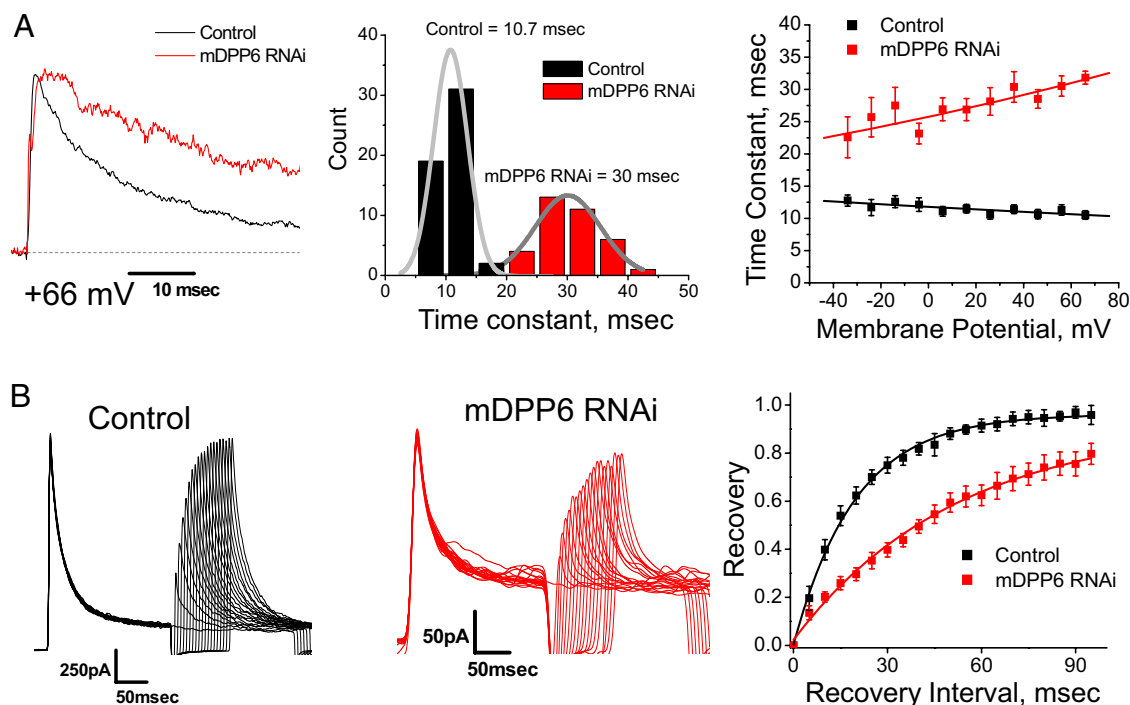 A
Control
mDPP6 RNAi
+66 mV
10 msec
Control = 10.7 msec
Control
mDPP6 RNAi
mDPP6 RNAi = 30 msec
Count
40
30
20
10
0
0 10 20 30 40 50
Time constant, msec
Control
mDPP6 RNAi
Time Constant, msec
40
35
30
25
20
15
10
5
0
-40 -20 0 20 40 60 80
Membrane Potential, mV
B
Control
250pA
50msec
mDPP6 RNAi
50pA
50msec
Recovery
1.0
0.8
0.6
0.4
0.2
0.0
Control
mDPP6 RNAi
0 30 60 90
Recovery Interval, msec